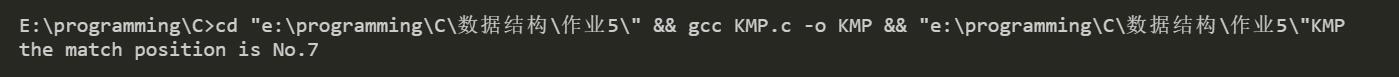 E:\programming\C>cd "e:\programming\C\数据结构\作业5\" && gcc KMP.c -o KMP && "e:\programming\C\数据结构\作业5\"KMP
the match position is No.7